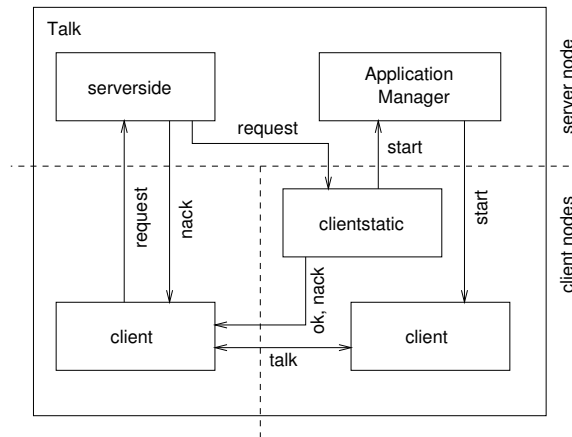 Talk
serverside
Application
Manager
server node
request
start
request
nack
clientstatic
start
client nodes
ok, nack
client
talk
client